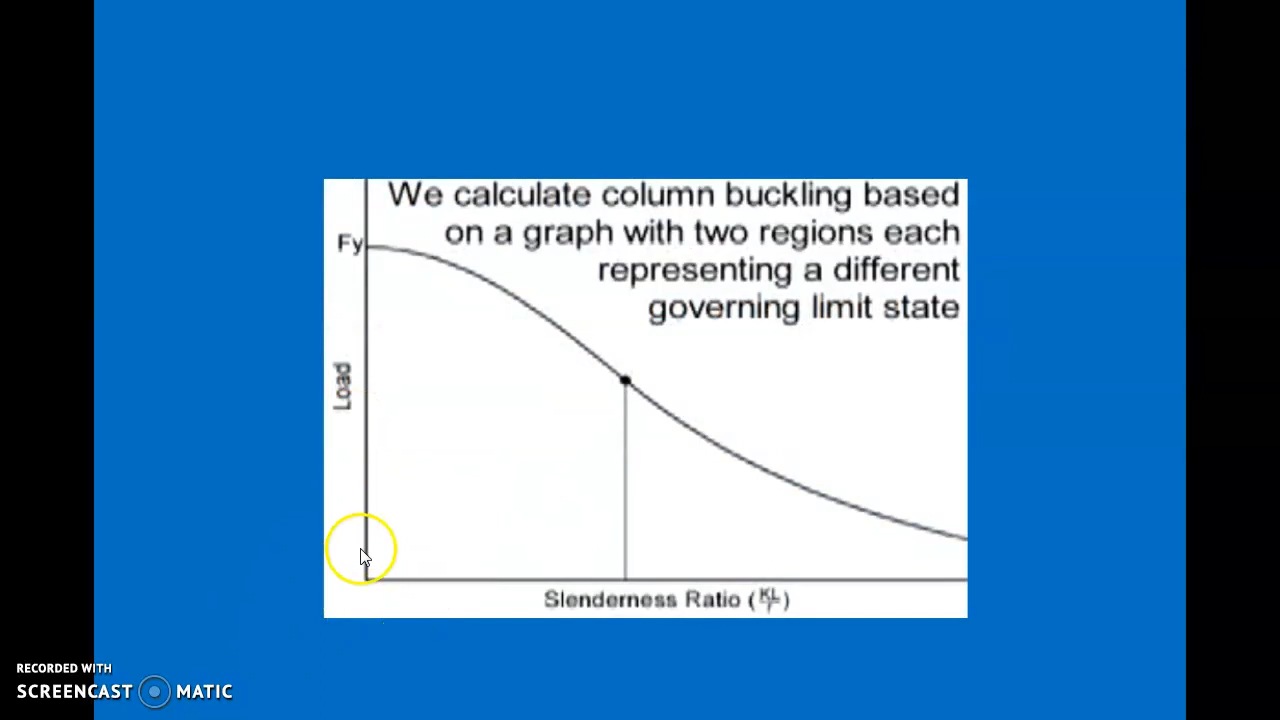 We calculate column buckling based
on a graph with two regions each
representing a different
governing limit state
Fy
Load
Slenderness Ratio (KL/r)
RECORDED WITH
SCREENCAST MATIC